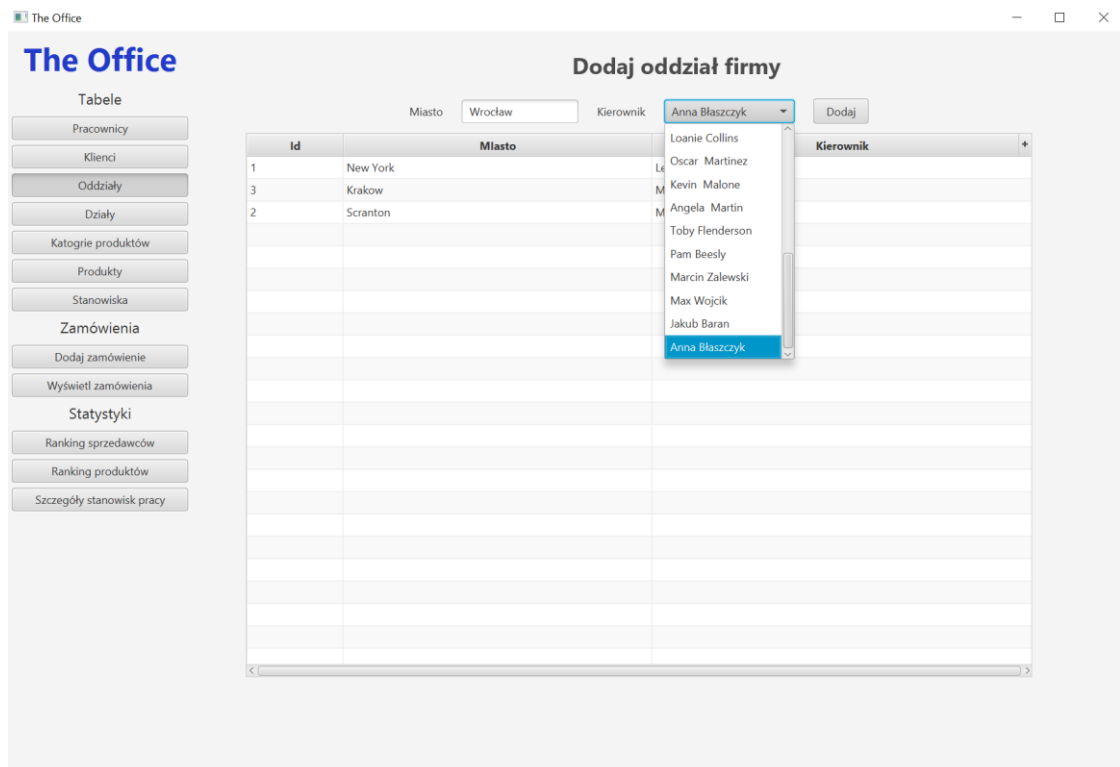 The Office
The Office
Tabele
Pracownicy
Klienci
Oddziały
Działy
Katogrie produktów
Produkty
Stanowiska
Zamówienia
Dodaj zamówienie
Wyświetl zamówienia
Statystyki
Ranking sprzedawców
Ranking produktów
Szczegóły stanowisk pracy
Dodaj oddział firmy
Miasto Wrocław Kierownik Anna Błaszczyk Dodaj
Id MIasto Kierownik +
1 New York
3 Krakow
2 Scranton
Loanie Collins
Oscar Martinez
Kevin Malone
Angela Martin
Toby Flenderson
Pam Beesly
Marcin Zalewski
Max Wojcik
Jakub Baran
Anna Błaszczyk